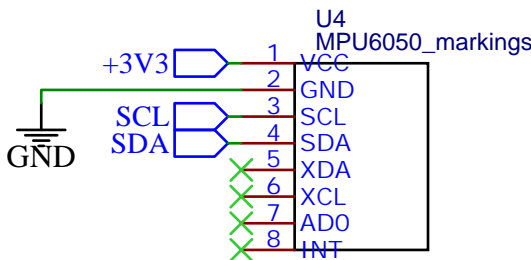 U4
MPU6050_markings
+3V3 1 VCC
2 GND
SCL 3 SCL
SDA 4 SDA
GND
5 XDA
6 XCL
7 AD0
8 INT